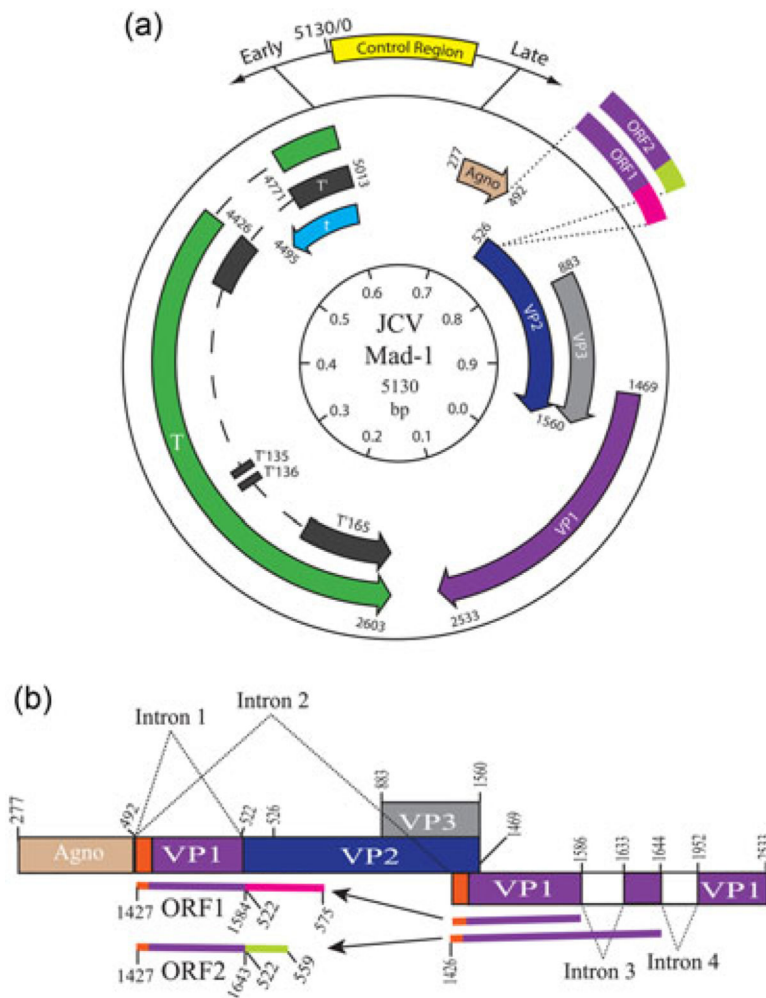 (a)
5130/0
Early
Control Region
Late
ORF2
ORF1
277
Agno
492
T'
5013
4771
t
4495
4426
526
883
VP2
VP3
1560
1469
0.6
0.7
0.5
0.8
0.4
0.9
0.3
0.0
0.2
0.1
JCV
Mad-1
5130
bp
T
T'135
T'136
T'165
VP1
2603
2533
(b)
Intron 1
Intron 2
277
492
522
526
883
1560
1469
VP3
Agno
VP1
VP2
1586
1633
1644
1952
2533
VP1
VP1
1427
ORF1
1584
522
575
1427
ORF2
1643
522
559
1426
Intron 3
Intron 4